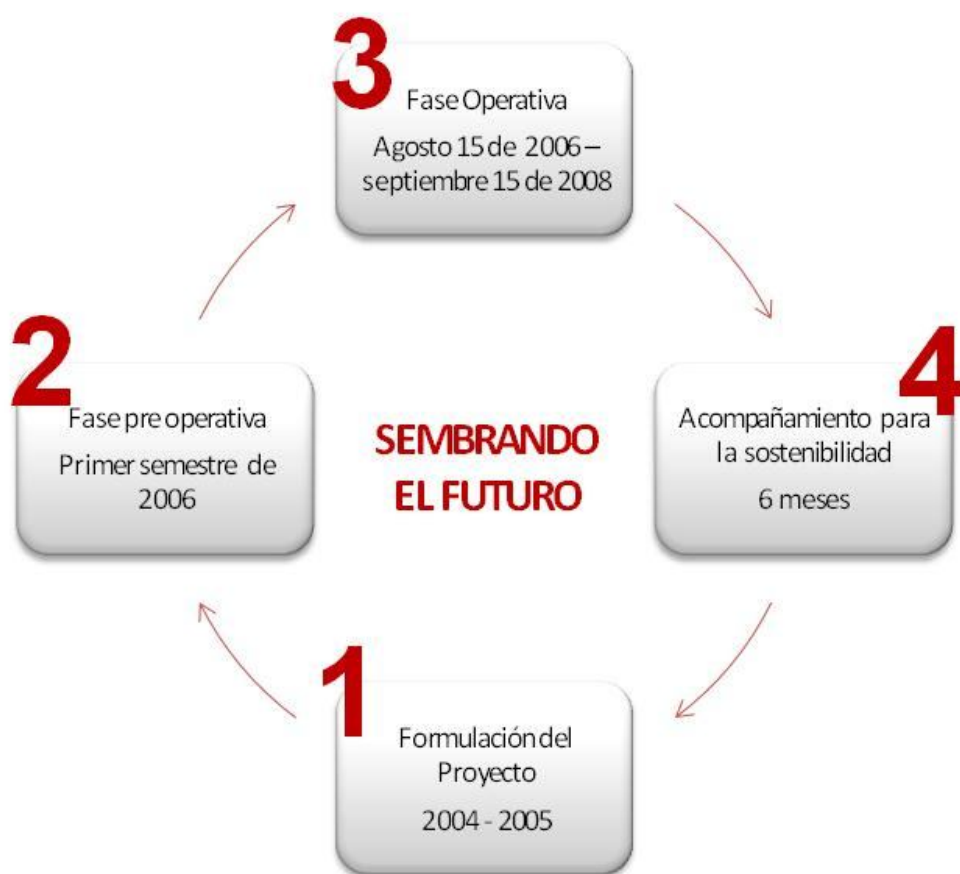 3
Fase Operativa
Agosto 15 de 2006 –
septiembre 15 de 2008
2
Fase pre operativa
Primer semestre de
2006
SEMBRANDO
EL FUTURO
4
Acompañamiento para
la sostenibilidad
6 meses
1
Formulación del
Proyecto
2004 - 2005